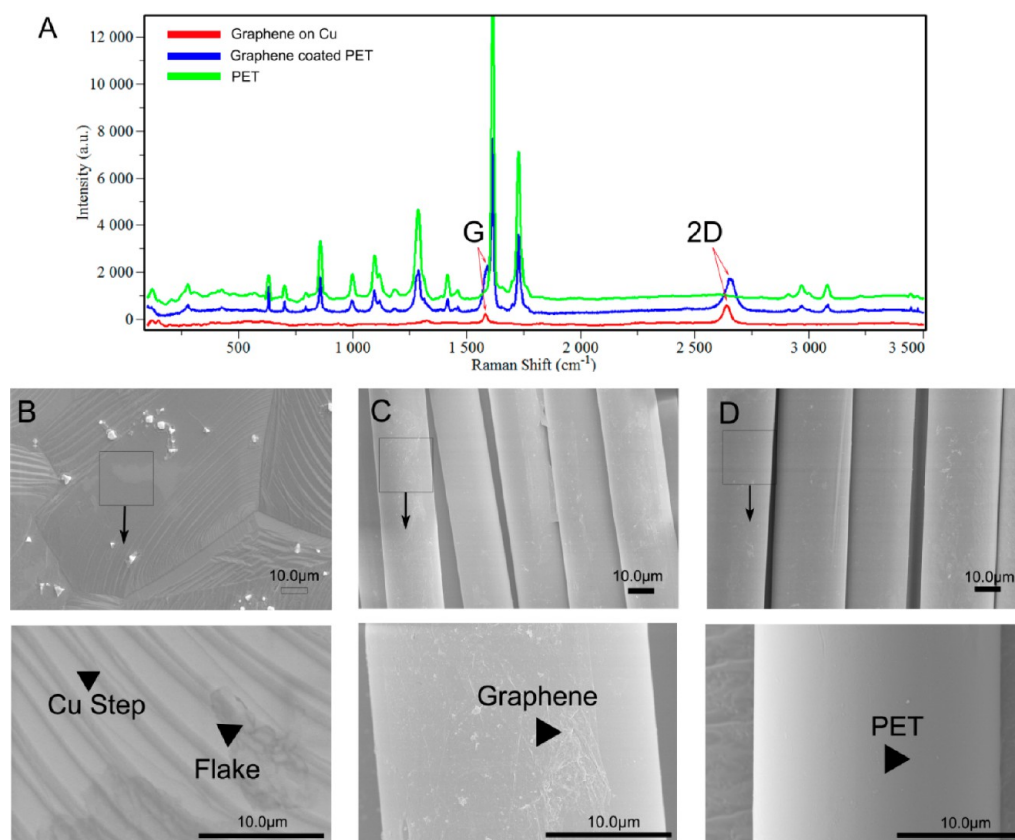 A
Graphene on Cu
Graphene coated PET
PET
12 000
10 000
8 000
6 000
4 000
2 000
0
Intensity (a.u.)
G
2D
500
1 000
1 500
2 000
2 500
3 000
3 500
Raman Shift (cm⁻¹)
B
10.0μm
C
10.0μm
D
10.0μm
Cu Step
Flake
10.0μm
Graphene
10.0μm
PET
10.0μm